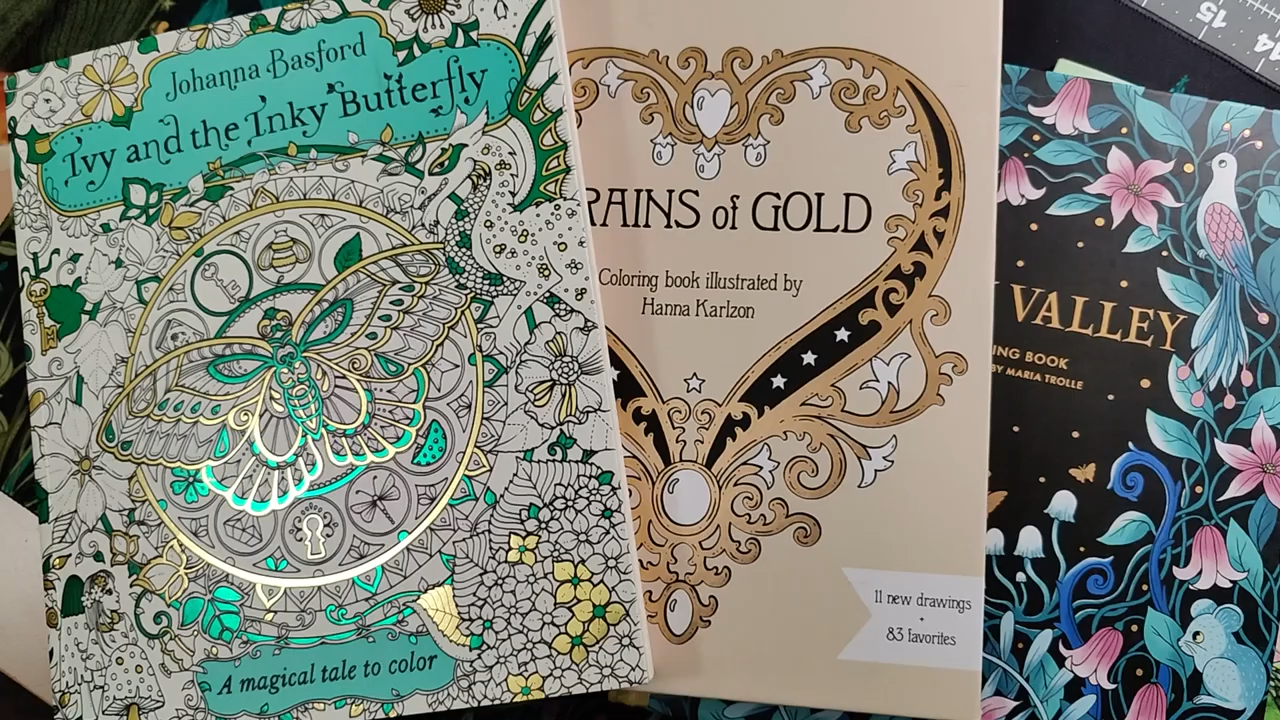 Johanna Basford
Ivy and the Inky Butterfly
A magical tale to color
RAINS of GOLD
Coloring book illustrated by
Hanna Karlzon
11 new drawings
+
83 favorites
VALLEY
ING BOOK
BY MARIA TROLLE
15
14